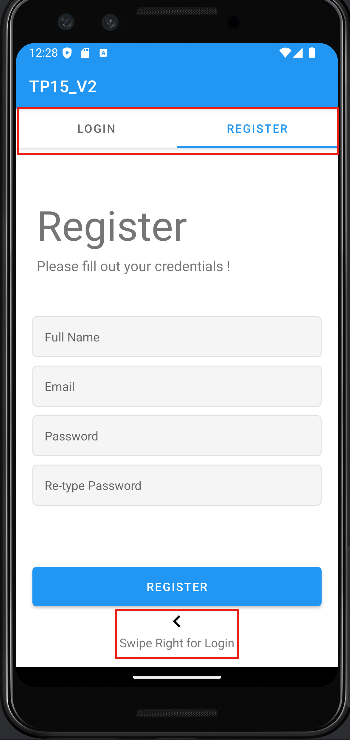 12:28
TP15_V2
LOGIN
REGISTER
Register
Please fill out your credentials !
Full Name
Email
Password
Re-type Password
REGISTER
Swipe Right for Login